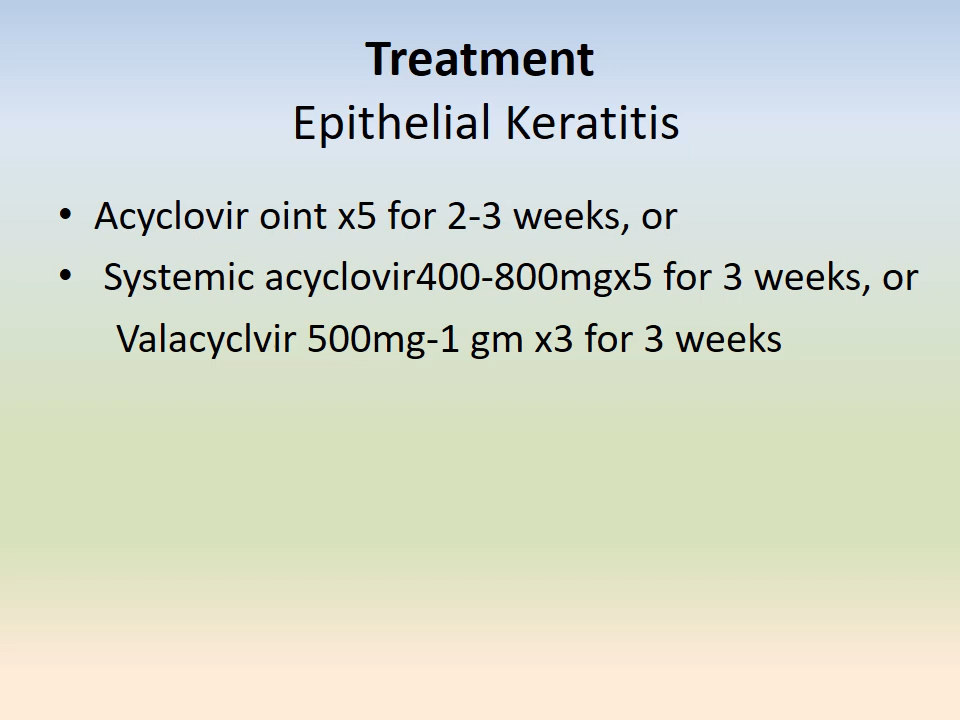 Treatment
Epithelial Keratitis
• Acyclovir oint x5 for 2-3 weeks, or
• Systemic acyclovir400-800mgx5 for 3 weeks, or
Valacyclvir 500mg-1 gm x3 for 3 weeks